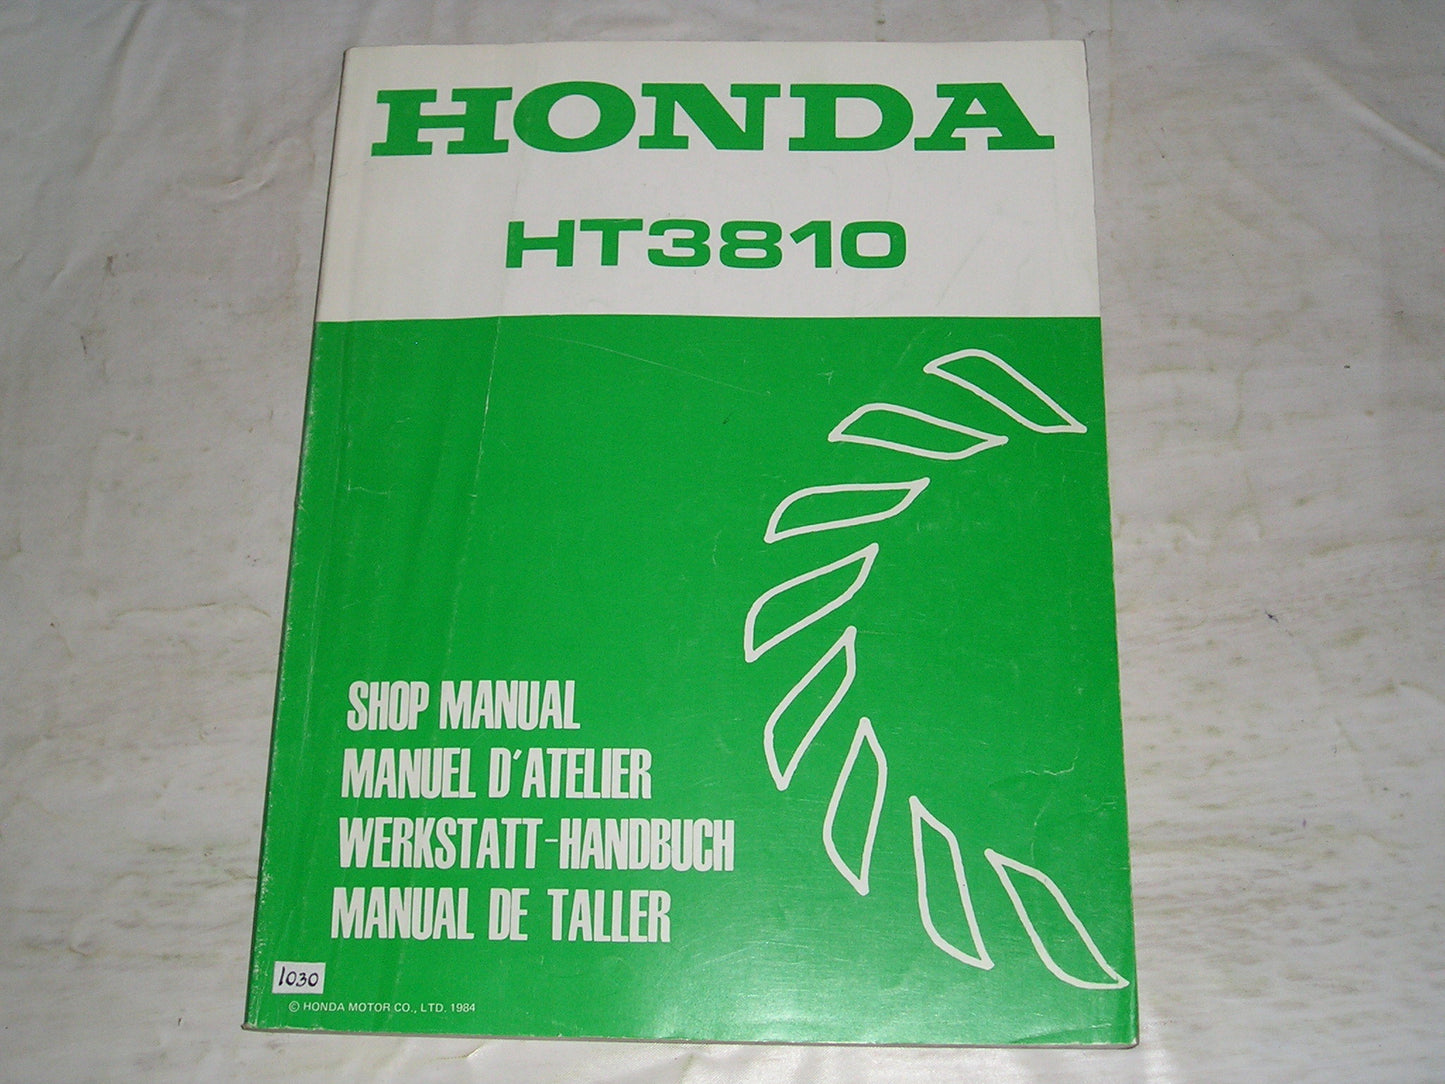 HONDA
HT3810
SHOP MANUAL
MANUEL D'ATELIER
WERKSTATT-HANDBUCH
MANUAL DE TALLER
1030
© HONDA MOTOR CO., LTD. 1984